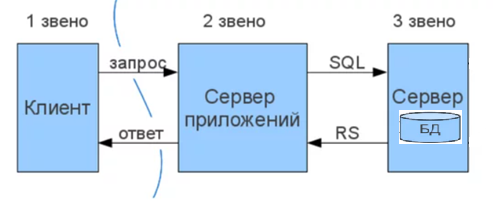 1 звено
2 звено
3 звено
запрос
SQL
Клиент
Сервер
приложений
Сервер
БД
ответ
RS